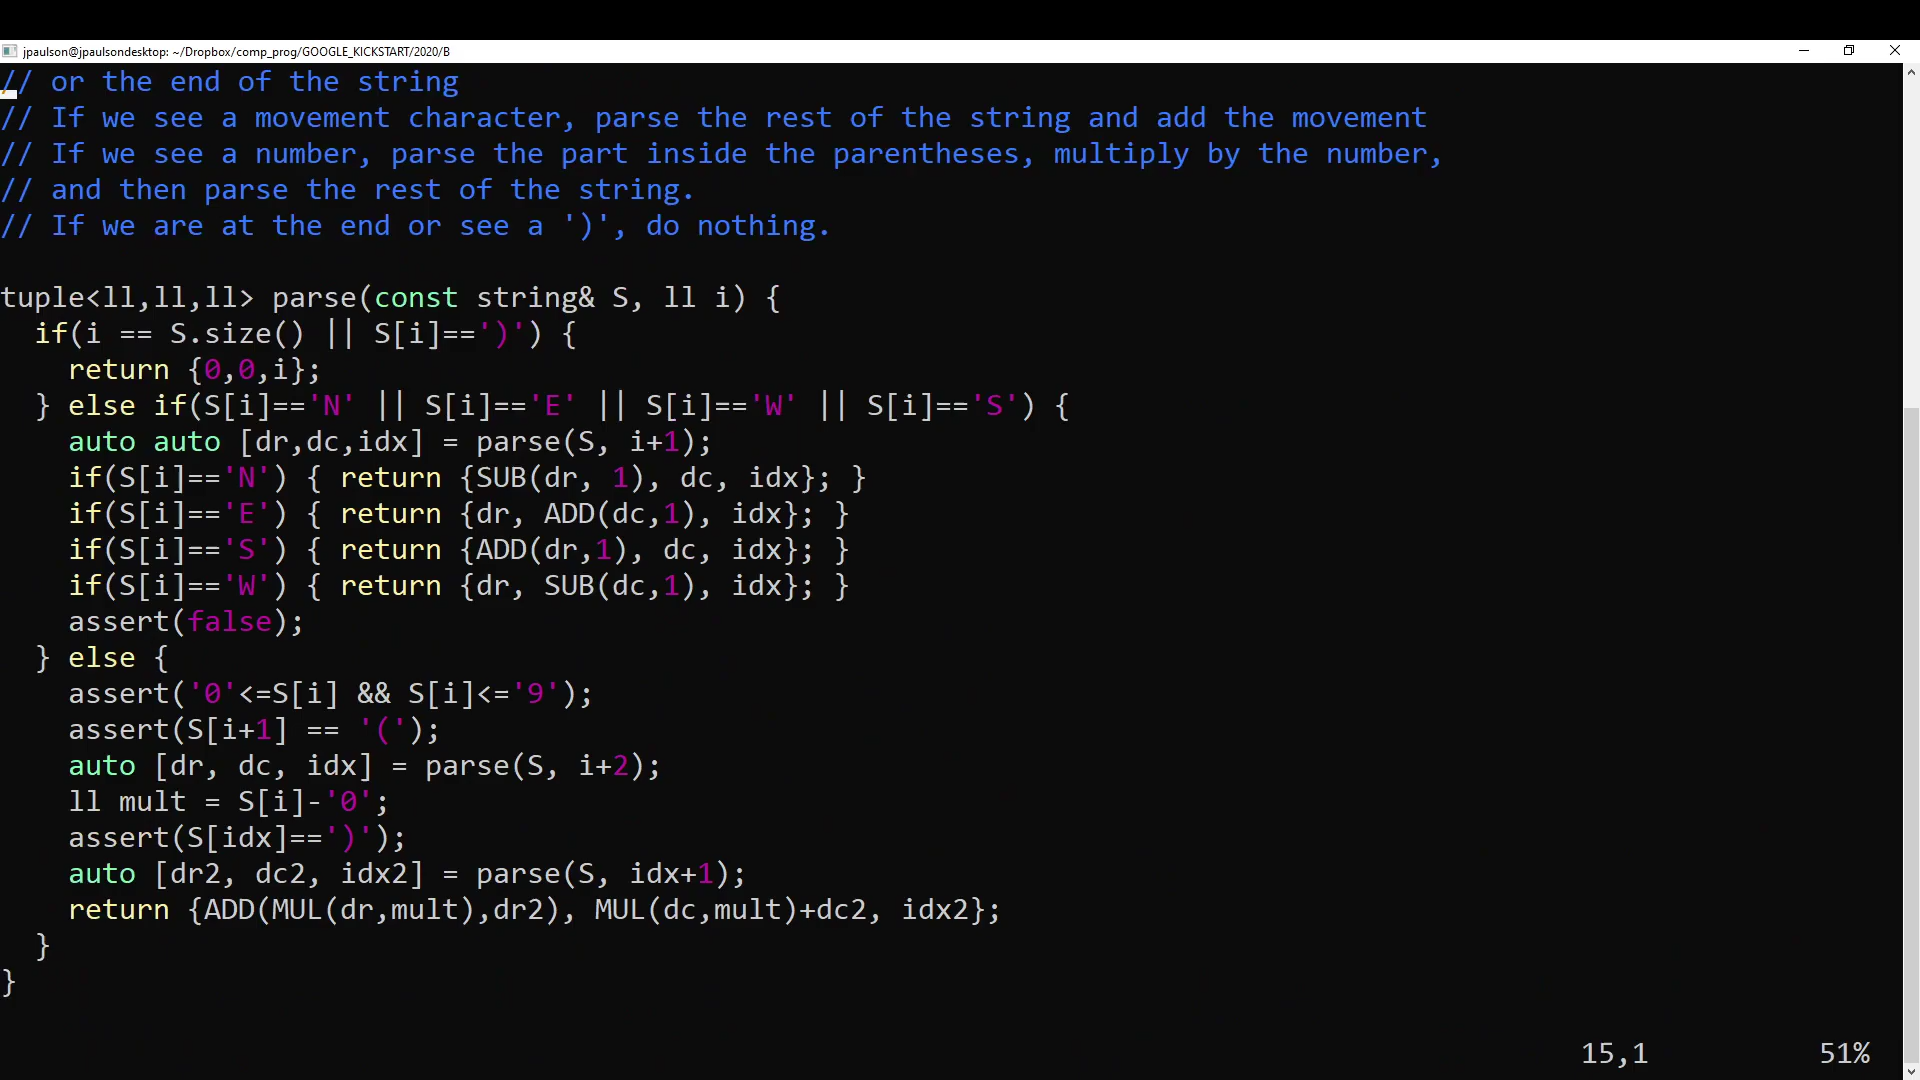 jpaulson@jpaulsondesktop: ~/Dropbox/comp_prog/GOOGLE_KICKSTART/2020/B
// or the end of the string
// If we see a movement character, parse the rest of the string and add the movement
// If we see a number, parse the part inside the parentheses, multiply by the number,
// and then parse the rest of the string.
// If we are at the end or see a ')', do nothing.
tuple<ll,ll,ll> parse(const string& S, ll i) {
  if(i == S.size() || S[i]==')') {
    return {0,0,i};
  } else if(S[i]=='N' || S[i]=='E' || S[i]=='W' || S[i]=='S') {
    auto auto [dr,dc,idx] = parse(S, i+1);
    if(S[i]=='N') { return {SUB(dr, 1), dc, idx}; }
    if(S[i]=='E') { return {dr, ADD(dc,1), idx}; }
    if(S[i]=='S') { return {ADD(dr,1), dc, idx}; }
    if(S[i]=='W') { return {dr, SUB(dc,1), idx}; }
    assert(false);
  } else {
    assert('0'<=S[i] && S[i]<='9');
    assert(S[i+1] == '(');
    auto [dr, dc, idx] = parse(S, i+2);
    ll mult = S[i]-'0';
    assert(S[idx]==')');
    auto [dr2, dc2, idx2] = parse(S, idx+1);
    return {ADD(MUL(dr,mult),dr2), MUL(dc,mult)+dc2, idx2};
  }
}
15,1 51%